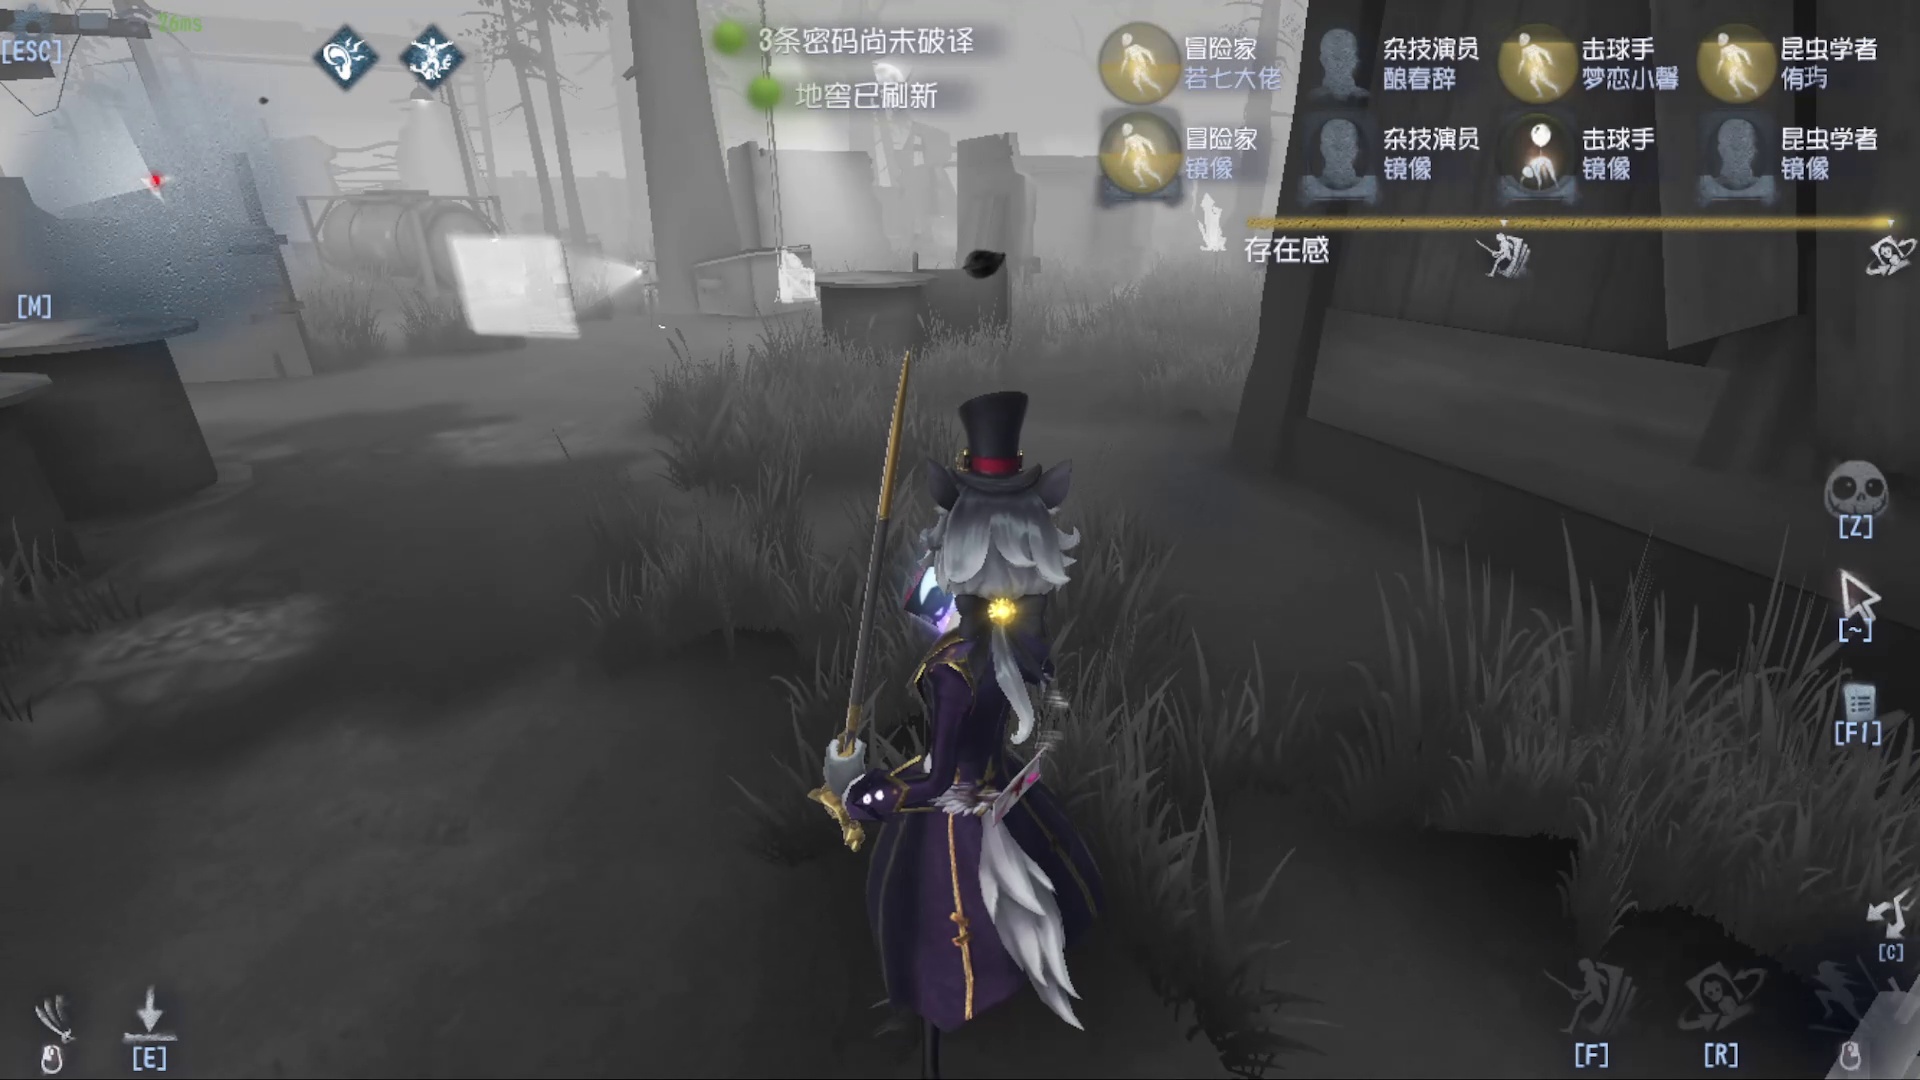 26ms
[ESC]
3条密码尚未破译
地窖已刷新
冒险家
若七大佬
杂技演员
酿春辞
击球手
梦恋小馨
昆虫学者
侑玙
冒险家
镜像
杂技演员
镜像
击球手
镜像
昆虫学者
镜像
存在感
[M]
[Z]
[~]
[F1]
[C]
[E]
[F]
[R]